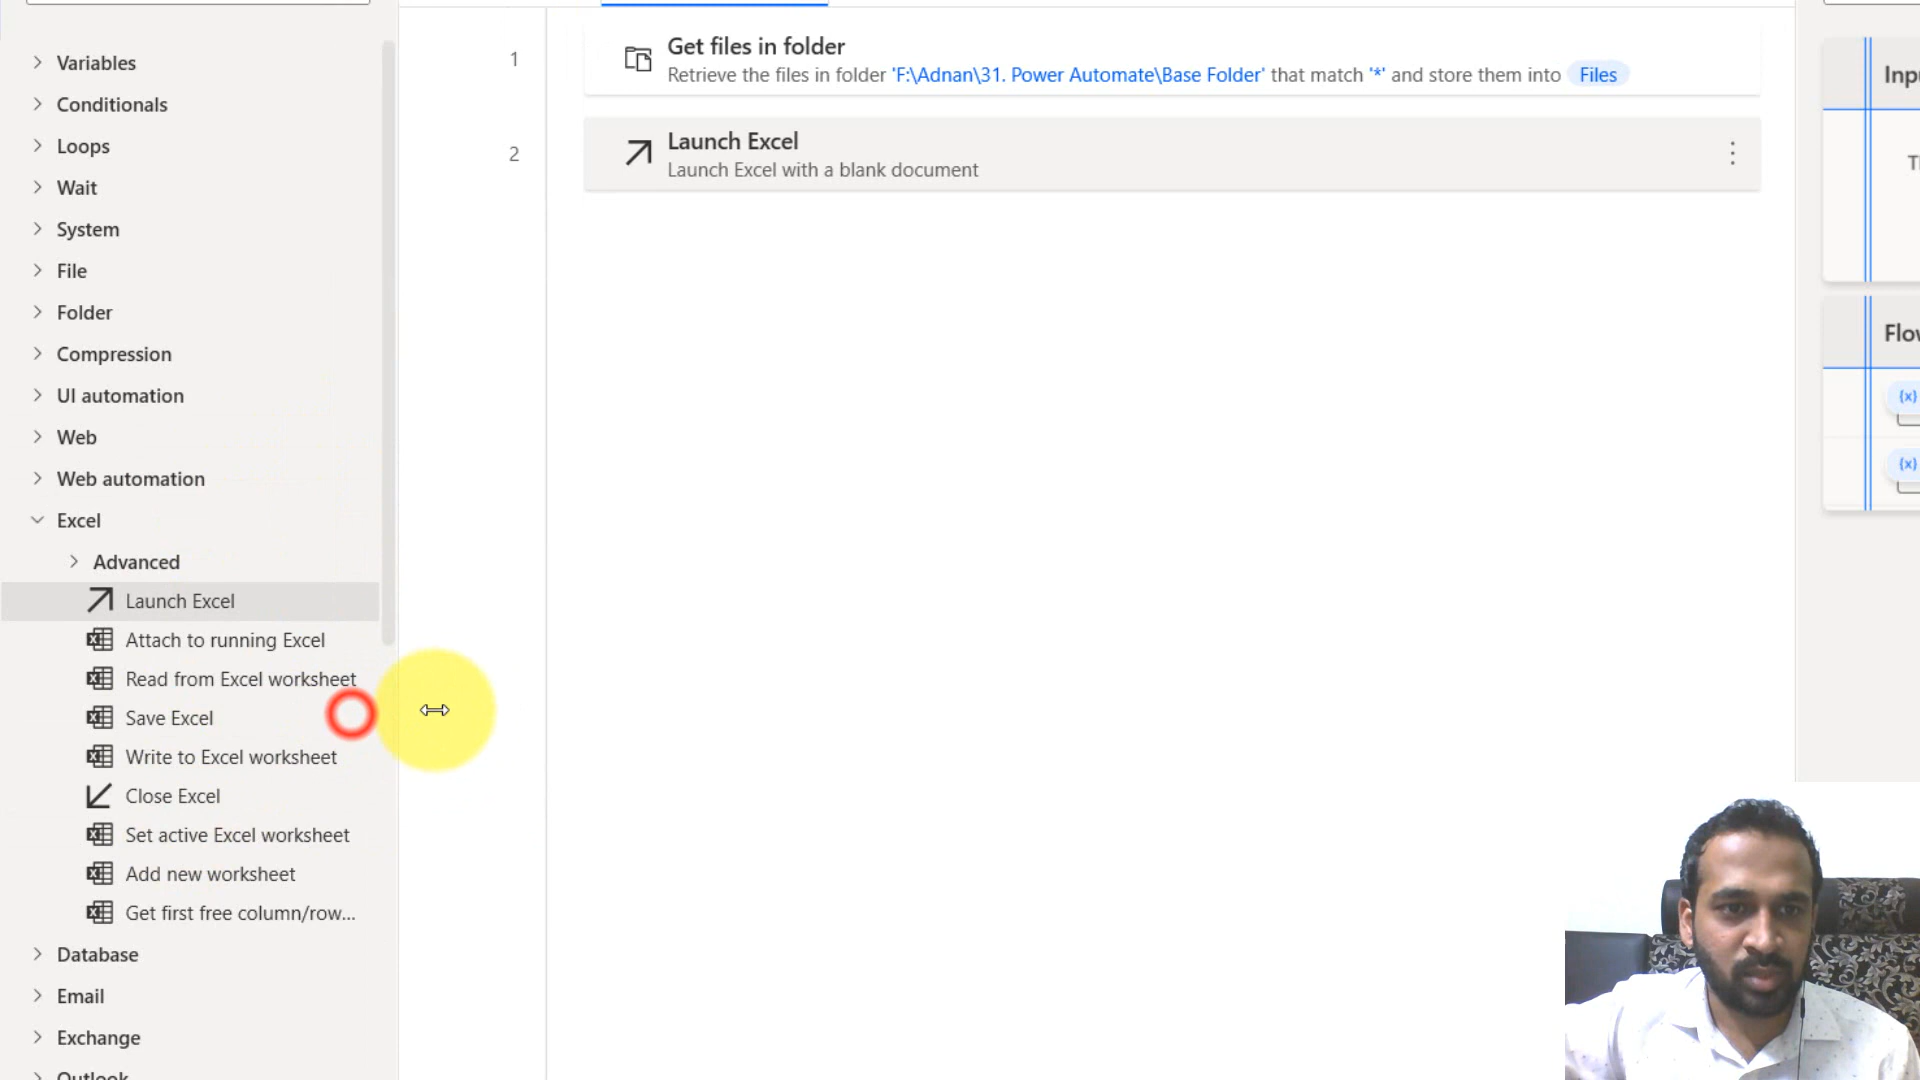 Variables
Conditionals
Loops
Wait
System
File
Folder
Compression
UI automation
Web
Web automation
Excel
Advanced
Launch Excel
Attach to running Excel
Read from Excel worksheet
Save Excel
Write to Excel worksheet
Close Excel
Set active Excel worksheet
Add new worksheet
Get first free column/row...
Database
Email
Exchange
Outlook
1
Get files in folder
Retrieve the files in folder 'F:\Adnan\31. Power Automate\Base Folder' that match '*' and store them into Files
2
Launch Excel
Launch Excel with a blank document
{x}
{x}